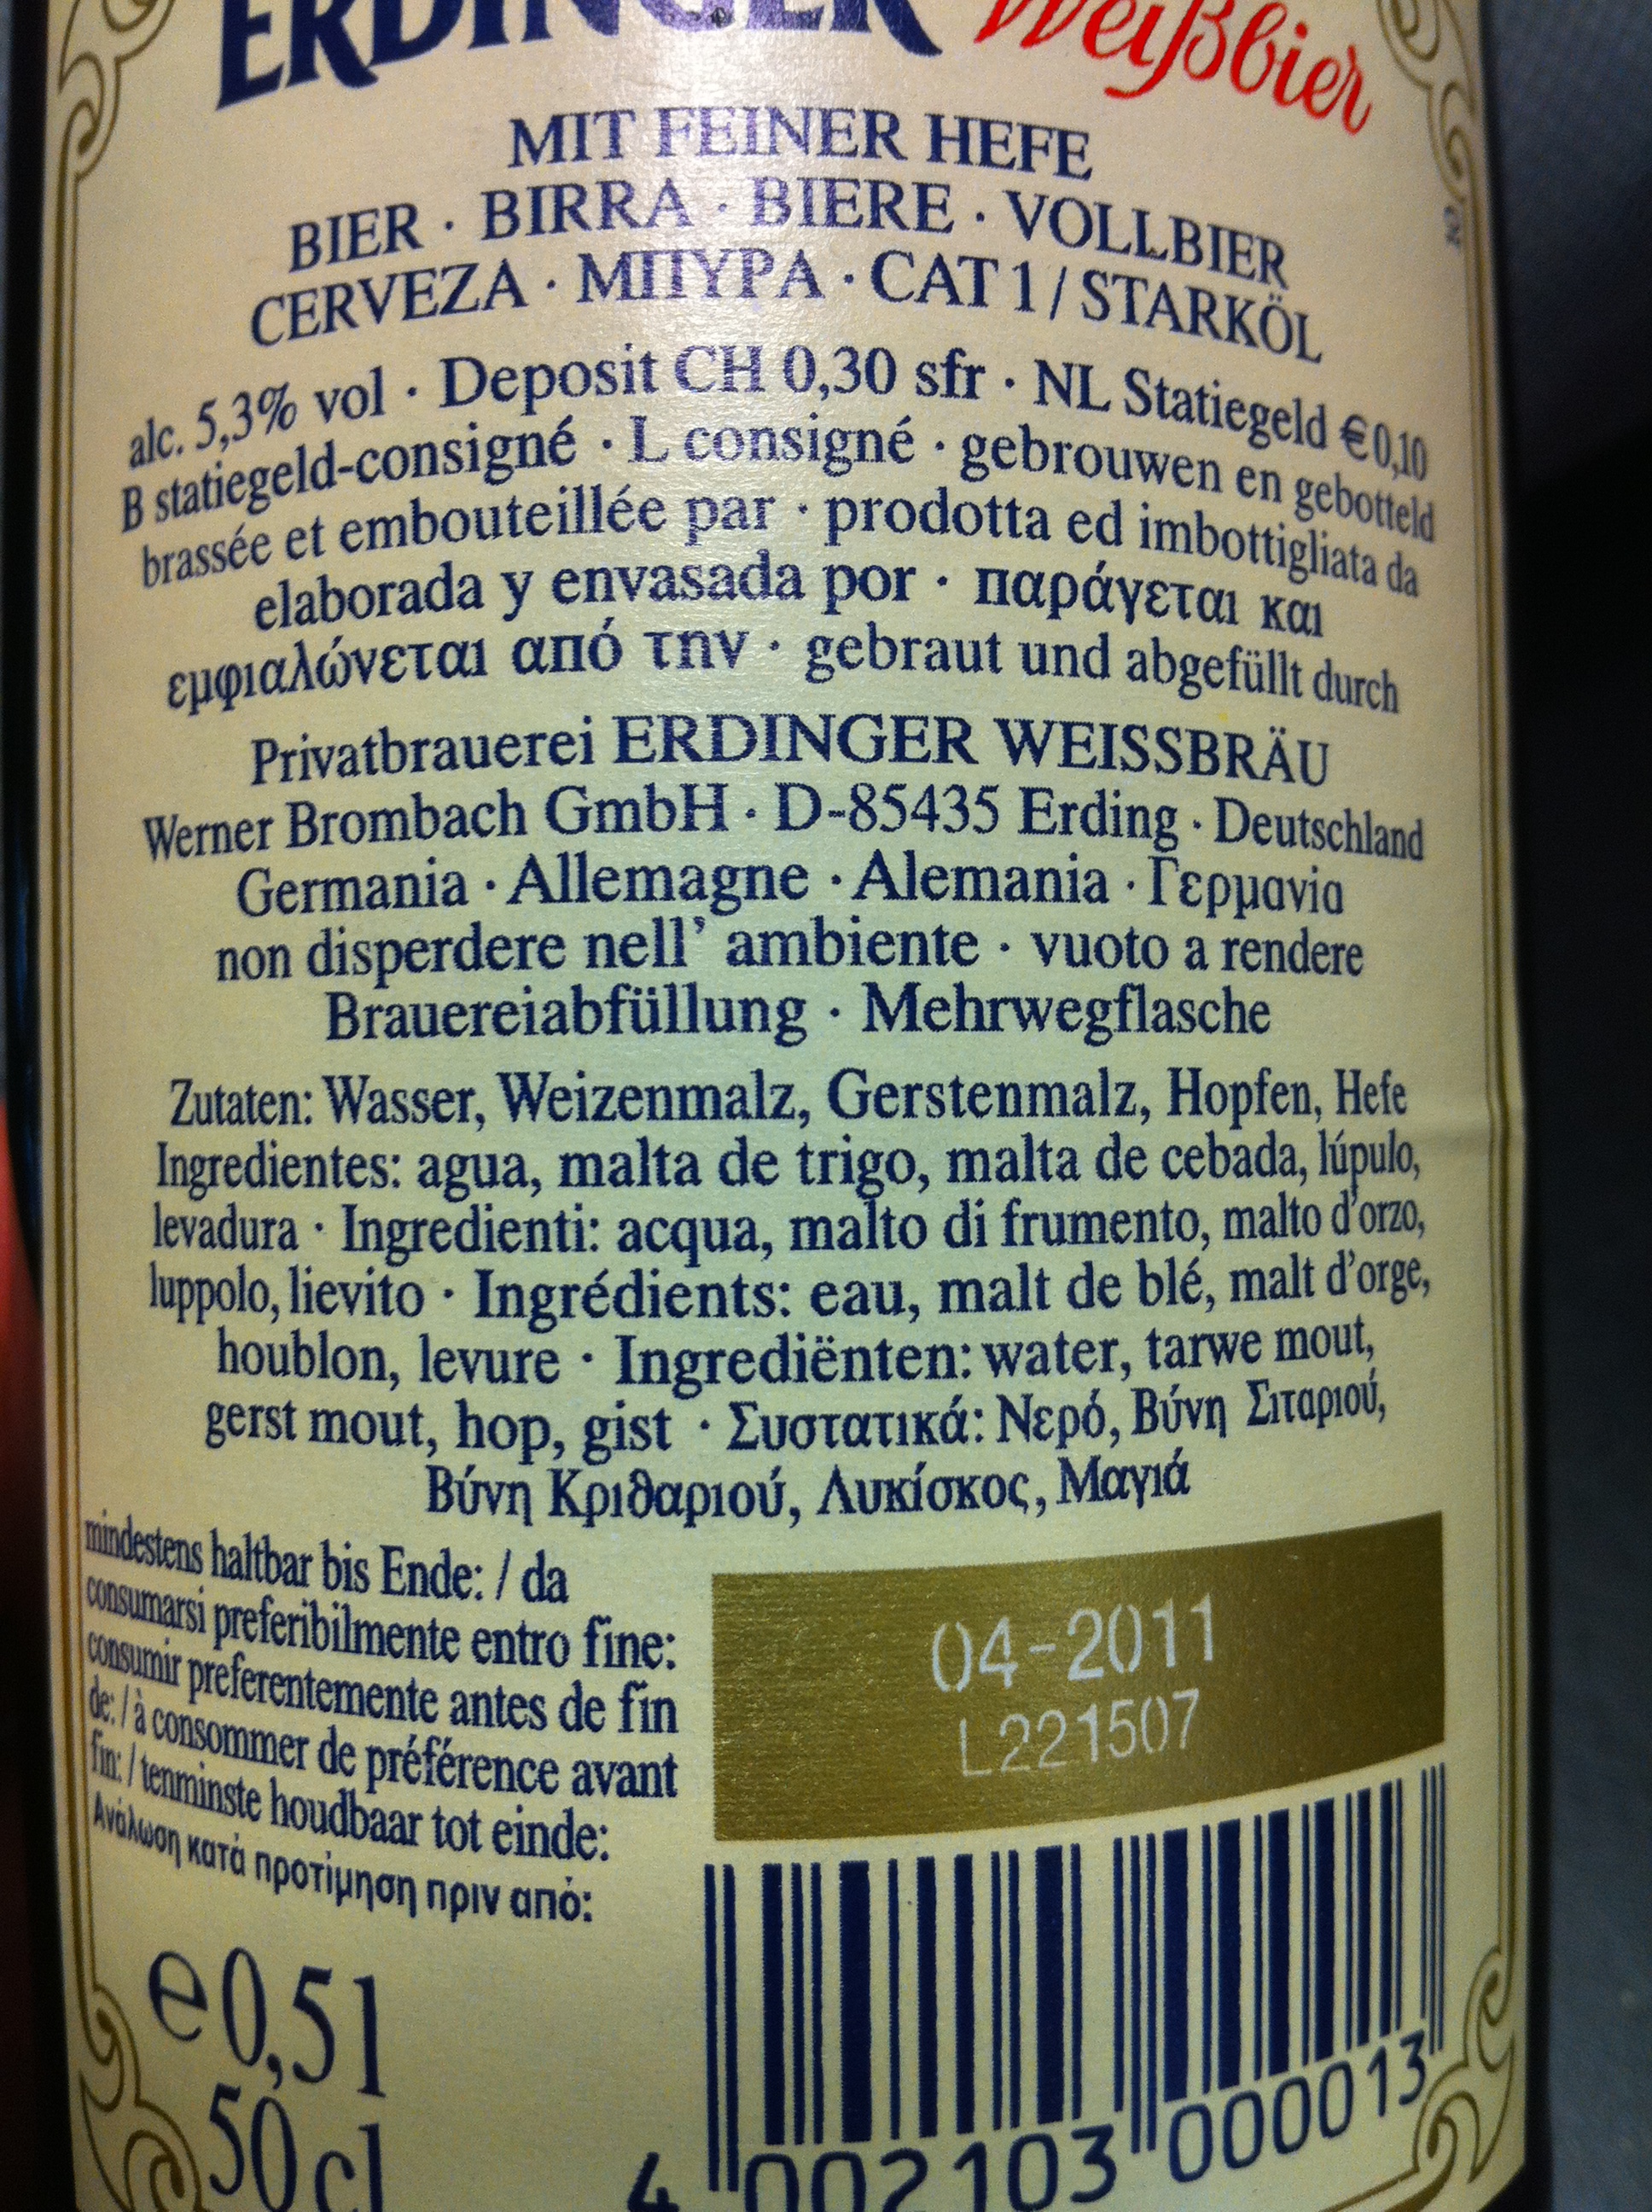 ERDINGER Weißbier
MIT FEINER HEFE
BIER · BIRRA · BIERE · VOLLBIER
CERVEZA · ΜΠΥΡΑ · CAT 1 / STARKÖL
alc. 5,3% vol · Deposit CH 0,30 sfr · NL Statiegeld €0,10
B statiegeld-consigné · L consigné · gebrouwen en gebotteld
brassée et embouteillée par · prodotta ed imbottigliata da
elaborada y envasada por · παράγεται και
εμφιαλώνεται από την · gebraut und abgefüllt durch
Privatbrauerei ERDINGER WEISSBRÄU
Werner Brombach GmbH · D-85435 Erding · Deutschland
Germania · Allemagne · Alemania · Γερμανια
non disperdere nell' ambiente · vuoto a rendere
Brauereiabfüllung · Mehrwegflasche
Zutaten: Wasser, Weizenmalz, Gerstenmalz, Hopfen, Hefe
Ingredientes: agua, malta de trigo, malta de cebada, lúpulo,
levadura · Ingredienti: acqua, malto di frumento, malto d'orzo,
luppolo, lievito · Ingrédients: eau, malt de blé, malt d'orge,
houblon, levure · Ingrediënten: water, tarwe mout,
gerst mout, hop, gist · Συστατικά: Νερό, Βύνη Σιταριού,
Βύνη Κριθαριού, Λυκίσκος, Μαγιά
mindestens haltbar bis Ende: / da
consumarsi preferibilmente entro fine:
consumir preferentemente antes de fin
de: / à consommer de préférence avant
fin: / tenminste houdbaar tot einde:
Ανάλωση κατά προτίμηση πριν από:
04-2011
L221507
e 0,5 l
50 cl
4 002103 000013